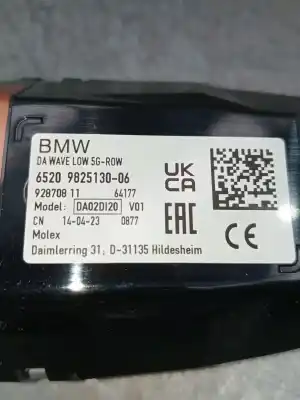 BMW
DA WAVE LOW 5G-ROW
6520 9825130-06
928708 11 64177
Model: DA02DI20 V01
CN 14-04-23 0877
Molex
Daimlerring 31, D-31135 Hildesheim
UK
CA
EAC
CE